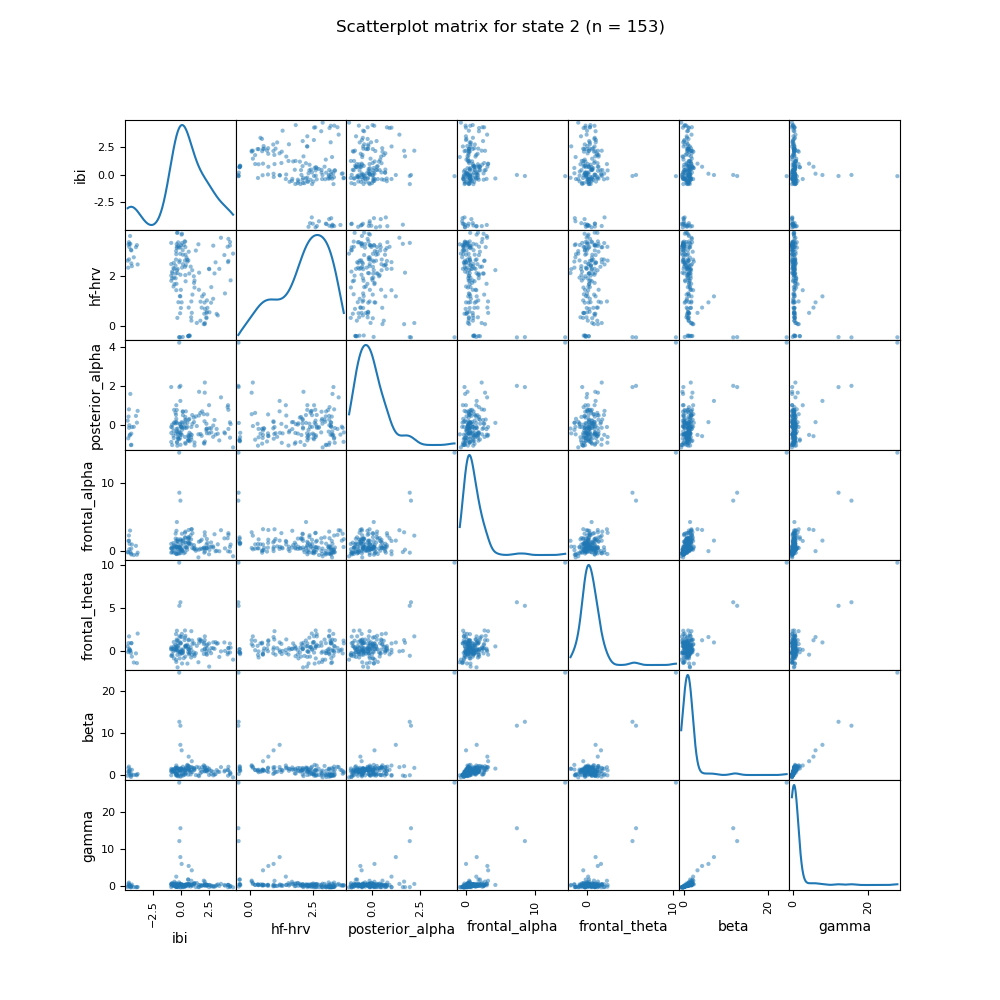 Scatterplot matrix for state 2 (n = 153)
ibi
2.5
0.0
−2.5
hf-hrv
2
0
posterior_alpha
4
2
0
frontal_alpha
10
0
frontal_theta
10
5
0
beta
20
10
0
gamma
20
10
0
−2.5 0.0 2.5 0.0 2.5 0.0 2.5 0 10 0 10 0 20 0 20
ibi hf-hrv posterior_alpha frontal_alpha frontal_theta beta gamma